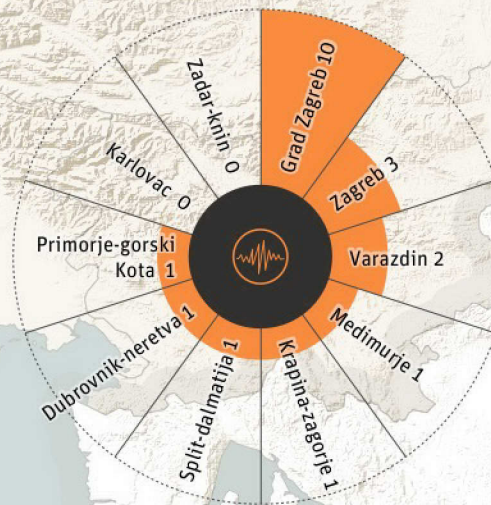 Grad Zagreb 10
Zagreb 3
Varazdin 2
Medimurje 1
Krapina-zagorje 1
Split-dalmatija 1
Dubrovnik-neretva 1
Primorje-gorski
Kota 1
Karlovac 0
Zadar-knin 0